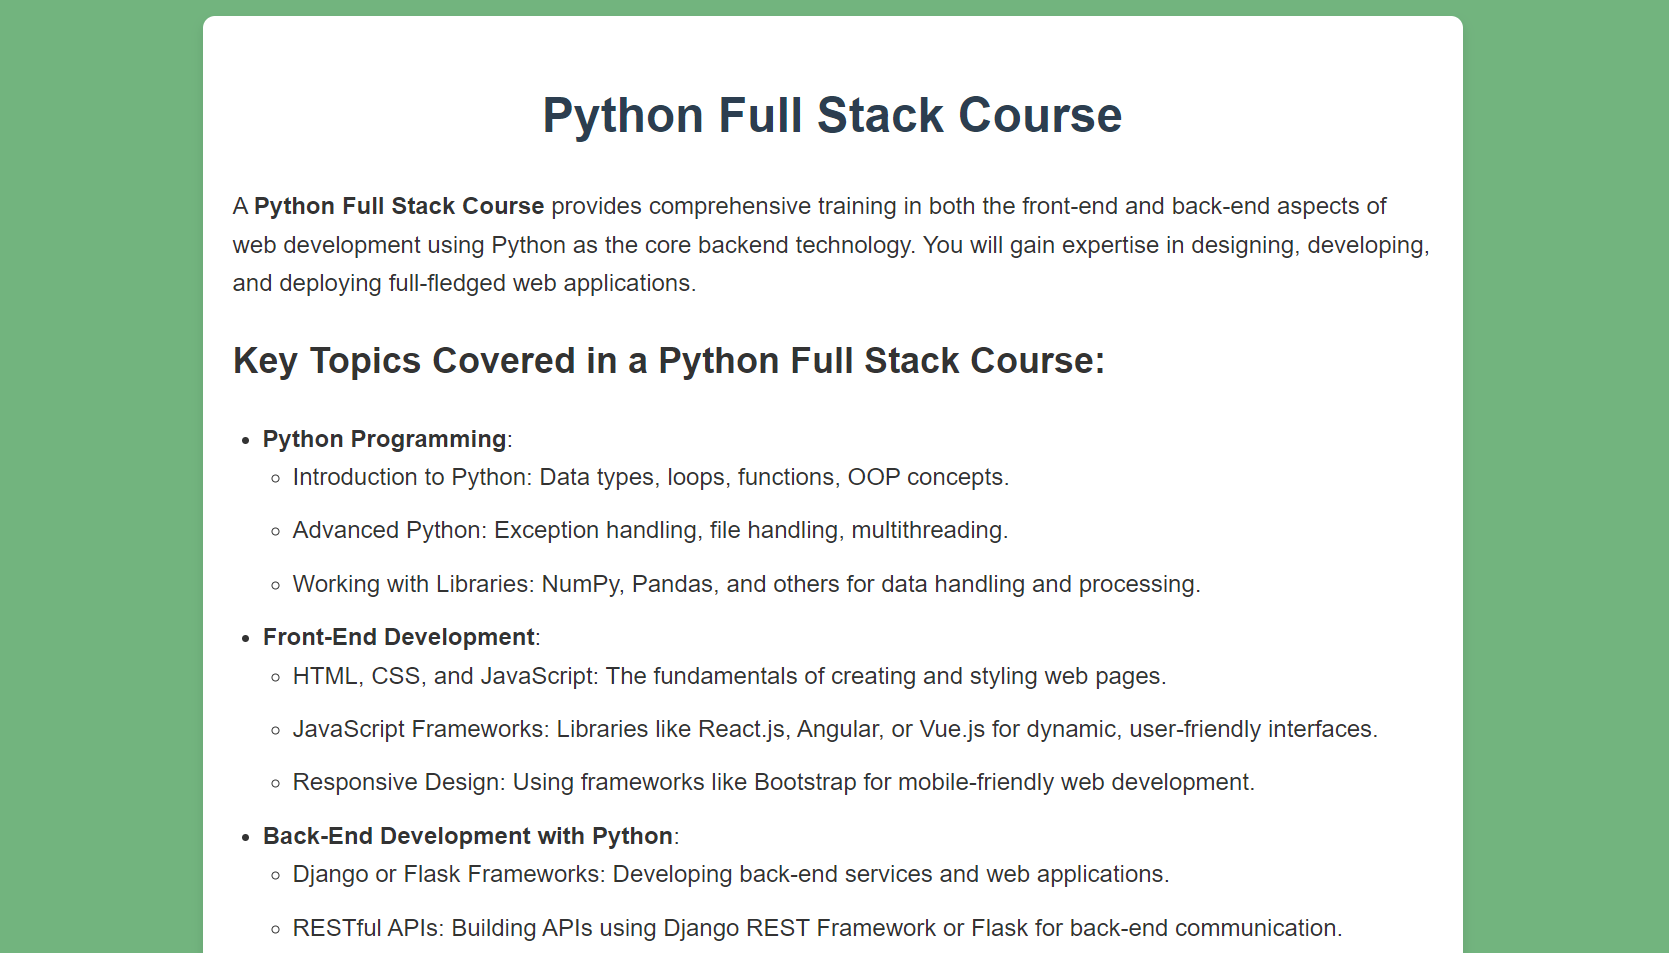 Python Full Stack Course
A Python Full Stack Course provides comprehensive training in both the front-end and back-end aspects of
web development using Python as the core backend technology. You will gain expertise in designing, developing,
and deploying full-fledged web applications.
Key Topics Covered in a Python Full Stack Course:
• Python Programming:
◦ Introduction to Python: Data types, loops, functions, OOP concepts.
◦ Advanced Python: Exception handling, file handling, multithreading.
◦ Working with Libraries: NumPy, Pandas, and others for data handling and processing.
• Front-End Development:
◦ HTML, CSS, and JavaScript: The fundamentals of creating and styling web pages.
◦ JavaScript Frameworks: Libraries like React.js, Angular, or Vue.js for dynamic, user-friendly interfaces.
◦ Responsive Design: Using frameworks like Bootstrap for mobile-friendly web development.
• Back-End Development with Python:
◦ Django or Flask Frameworks: Developing back-end services and web applications.
◦ RESTful APIs: Building APIs using Django REST Framework or Flask for back-end communication.